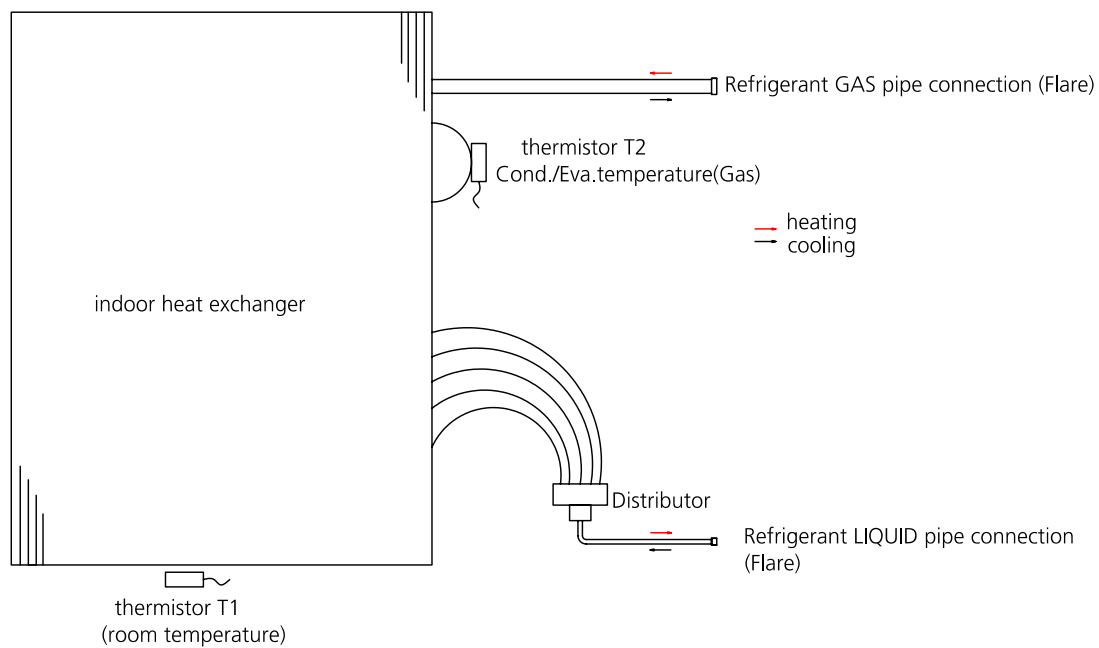 Refrigerant GAS pipe connection (Flare)
thermistor T2
Cond./Eva.temperature(Gas)
heating
cooling
indoor heat exchanger
Distributor
Refrigerant LIQUID pipe connection
(Flare)
thermistor T1
(room temperature)